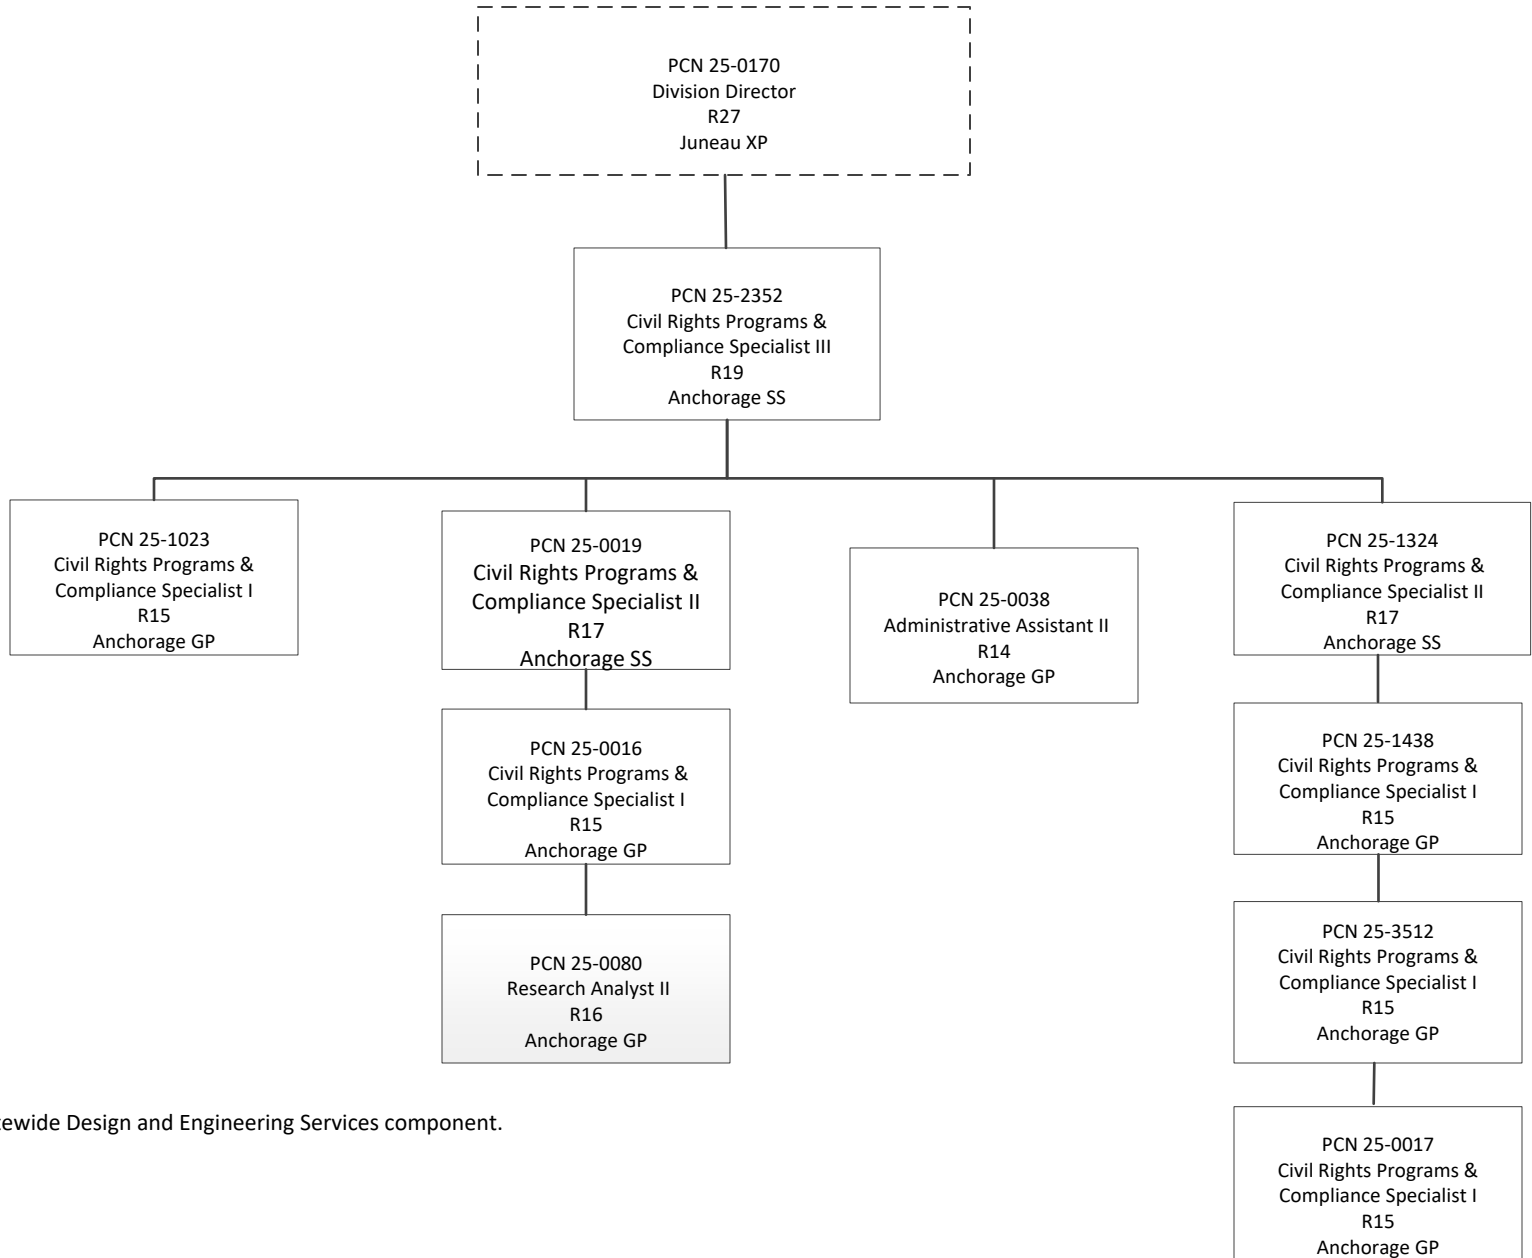 PCN 25-0170
Division Director
R27
Juneau XP
PCN 25-2352
Civil Rights Programs &
Compliance Specialist III
R19
Anchorage SS
PCN 25-1023
Civil Rights Programs &
Compliance Specialist I
R15
Anchorage GP
PCN 25-0019
Civil Rights Programs &
Compliance Specialist II
R17
Anchorage SS
PCN 25-0016
Civil Rights Programs &
Compliance Specialist I
R15
Anchorage GP
PCN 25-0080
Research Analyst II
R16
Anchorage GP
PCN 25-0038
Administrative Assistant II
R14
Anchorage GP
PCN 25-1324
Civil Rights Programs &
Compliance Specialist II
R17
Anchorage SS
PCN 25-1438
Civil Rights Programs &
Compliance Specialist I
R15
Anchorage GP
PCN 25-3512
Civil Rights Programs &
Compliance Specialist I
R15
Anchorage GP
PCN 25-0017
Civil Rights Programs &
Compliance Specialist I
R15
Anchorage GP
Design and Engineering Services component.